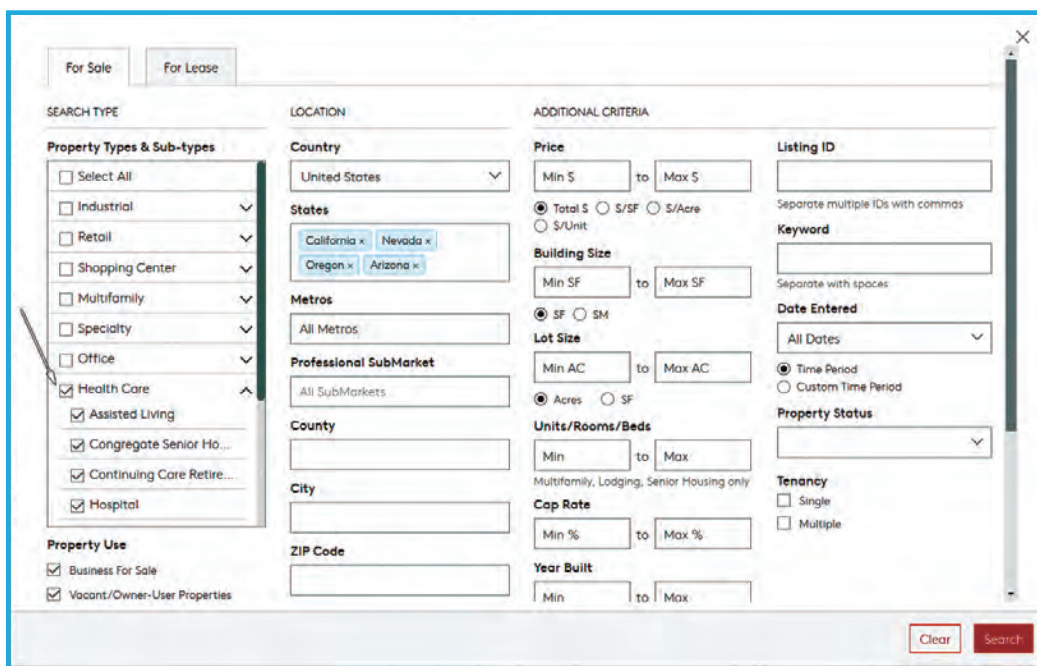 For Sale
For Lease
SEARCH TYPE
Property Types & Sub-types
Select All
Industrial
Retail
Shopping Center
Multifamily
Specialty
Office
Health Care
Assisted Living
Congregate Senior Ho...
Continuing Care Retire...
Hospital
Property Use
Business For Sale
Vacant/Owner-User Properties
LOCATION
Country
United States
States
California × Nevada ×
Oregon × Arizona ×
Metros
All Metros
Professional SubMarket
All SubMarkets
County
City
ZIP Code
ADDITIONAL CRITERIA
Price
Min $ to Max $
Total $ $/SF $/Acre
$/Unit
Building Size
Min SF to Max SF
SF SM
Lot Size
Min AC to Max AC
Acres SF
Units/Rooms/Beds
Min to Max
Multifamily, Lodging, Senior Housing only
Cap Rate
Min % to Max %
Year Built
Min to Max
Listing ID
Separate multiple IDs with commas
Keyword
Separate with spaces
Date Entered
All Dates
Time Period
Custom Time Period
Property Status
Tenancy
Single
Multiple
Clear
Search